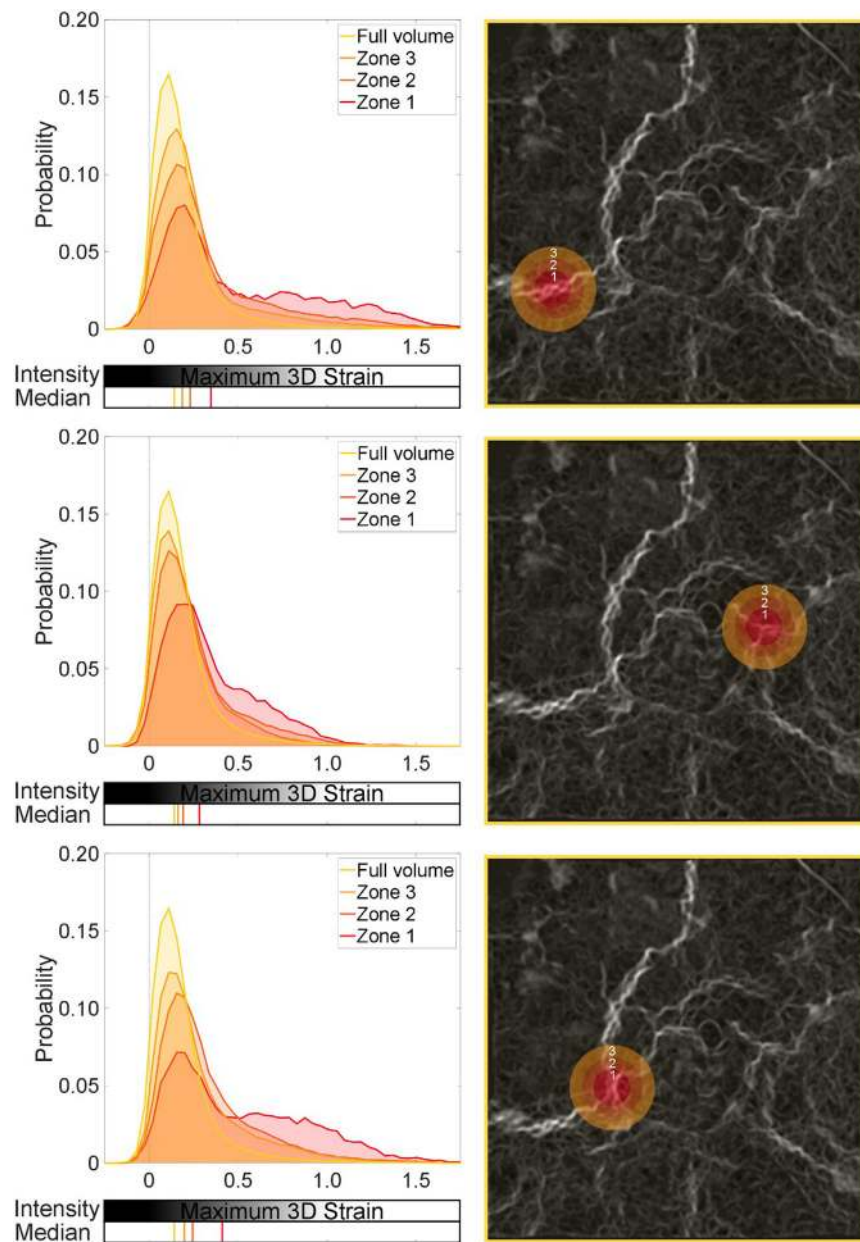 0.20
Full volume
Zone 3
Zone 2
Zone 1
0.15
0.10
0.05
0
Probability
0 0.5 1.0 1.5
Intensity Maximum 3D Strain
Median
3
2
1
0.20
Full volume
Zone 3
Zone 2
Zone 1
0.15
0.10
0.05
0
Probability
0 0.5 1.0 1.5
Intensity Maximum 3D Strain
Median
3
2
1
0.20
Full volume
Zone 3
Zone 2
Zone 1
0.15
0.10
0.05
0
Probability
0 0.5 1.0 1.5
Intensity Maximum 3D Strain
Median
3
2
1